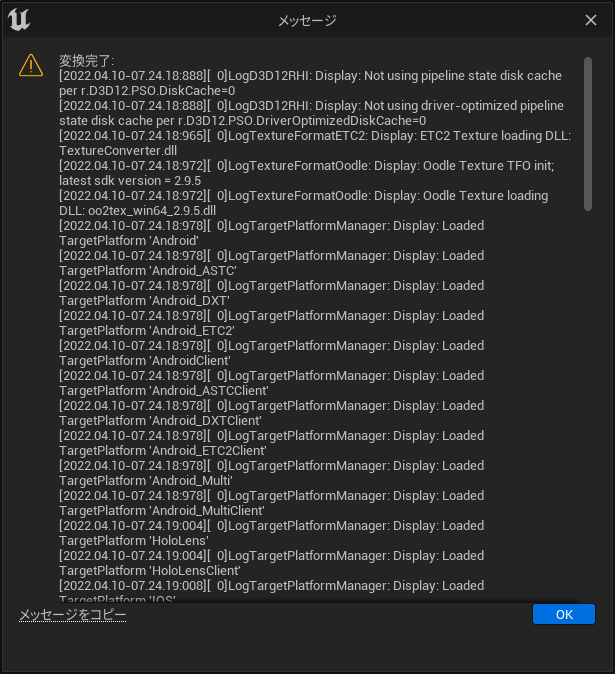 メッセージ
変換完了:
[2022.04.10-07.24.18:888][  0]LogD3D12RHI: Display: Not using pipeline state disk cache
per r.D3D12.PSO.DiskCache=0
[2022.04.10-07.24.18:888][  0]LogD3D12RHI: Display: Not using driver-optimized pipeline
state disk cache per r.D3D12.PSO.DriverOptimizedDiskCache=0
[2022.04.10-07.24.18:965][  0]LogTextureFormatETC2: Display: ETC2 Texture loading DLL:
TextureConverter.dll
[2022.04.10-07.24.18:972][  0]LogTextureFormatOodle: Display: Oodle Texture TFO init;
latest sdk version = 2.9.5
[2022.04.10-07.24.18:972][  0]LogTextureFormatOodle: Display: Oodle Texture loading
DLL: oo2tex_win64_2.9.5.dll
[2022.04.10-07.24.18:978][  0]LogTargetPlatformManager: Display: Loaded
TargetPlatform 'Android'
[2022.04.10-07.24.18:978][  0]LogTargetPlatformManager: Display: Loaded
TargetPlatform 'Android_ASTC'
[2022.04.10-07.24.18:978][  0]LogTargetPlatformManager: Display: Loaded
TargetPlatform 'Android_DXT'
[2022.04.10-07.24.18:978][  0]LogTargetPlatformManager: Display: Loaded
TargetPlatform 'Android_ETC2'
[2022.04.10-07.24.18:978][  0]LogTargetPlatformManager: Display: Loaded
TargetPlatform 'AndroidClient'
[2022.04.10-07.24.18:978][  0]LogTargetPlatformManager: Display: Loaded
TargetPlatform 'Android_ASTCClient'
[2022.04.10-07.24.18:978][  0]LogTargetPlatformManager: Display: Loaded
TargetPlatform 'Android_DXTClient'
[2022.04.10-07.24.18:978][  0]LogTargetPlatformManager: Display: Loaded
TargetPlatform 'Android_ETC2Client'
[2022.04.10-07.24.18:978][  0]LogTargetPlatformManager: Display: Loaded
TargetPlatform 'Android_Multi'
[2022.04.10-07.24.18:978][  0]LogTargetPlatformManager: Display: Loaded
TargetPlatform 'Android_MultiClient'
[2022.04.10-07.24.19:004][  0]LogTargetPlatformManager: Display: Loaded
TargetPlatform 'HoloLens'
[2022.04.10-07.24.19:004][  0]LogTargetPlatformManager: Display: Loaded
TargetPlatform 'HoloLensClient'
[2022.04.10-07.24.19:008][  0]LogTargetPlatformManager: Display: Loaded
TargetPlatform 'IOS'
メッセージをコピー
OK